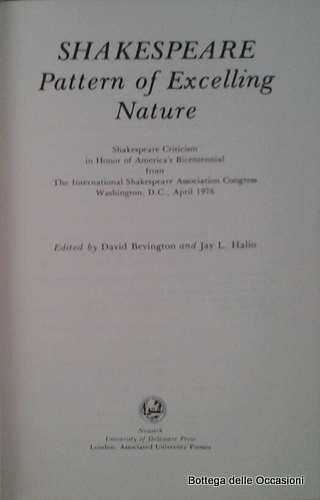 SHAKESPEARE
Pattern of Excelling
Nature
Shakespeare Criticism
in Honor of America's Bicentennial
from
The International Shakespeare Association Congress
Washington, D.C., April 1976
Edited by David Bevington and Jay L. Halio
Newark
University of Delaware Press
London: Associated University Presses
Bottega delle Occasioni